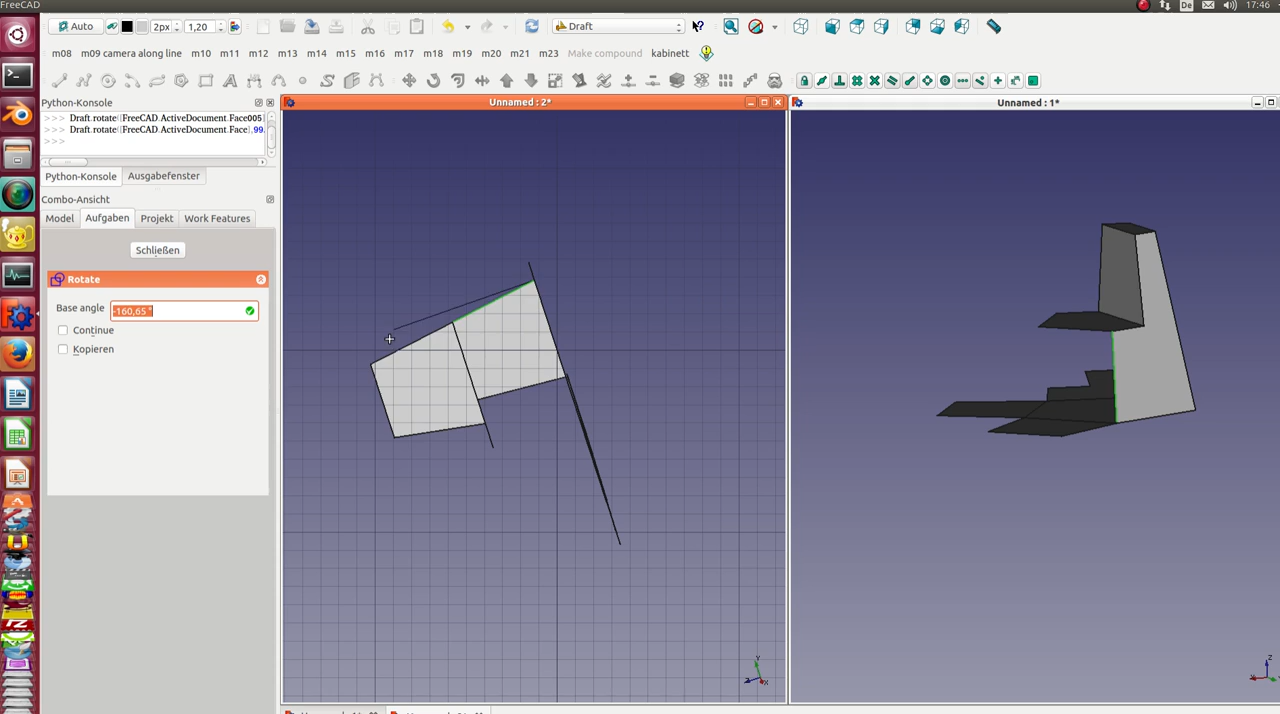 FreeCAD
De
17:46
Auto
2px
1,20
Draft
m08 m09 camera along line m10 m11 m12 m13 m14 m15 m16 m17 m18 m19 m20 m21 m23 Make compound kabinett
Python-Konsole
>>> Draft.rotate(FreeCAD.ActiveDocument.Face005
>>> Draft.rotate(FreeCAD.ActiveDocument.Face),99.
>>>
Python-Konsole Ausgabefenster
Combo-Ansicht
Model Aufgaben Projekt Work Features
Schließen
Rotate
Base angle -160,65 °
Continue
Kopieren
Unnamed : 2*
Unnamed : 1*
Y
Z
X
Z
X